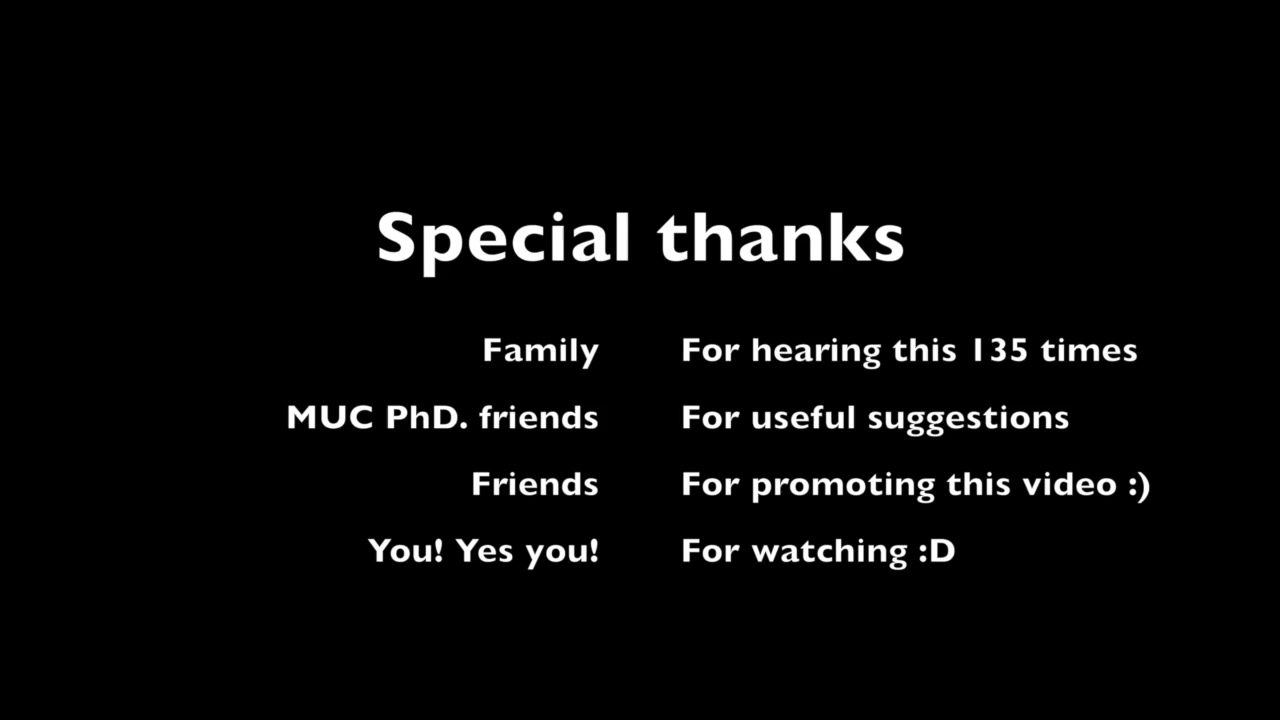 Special thanks
Family For hearing this 135 times
MUC PhD. friends For useful suggestions
Friends For promoting this video :)
You! Yes you! For watching :D